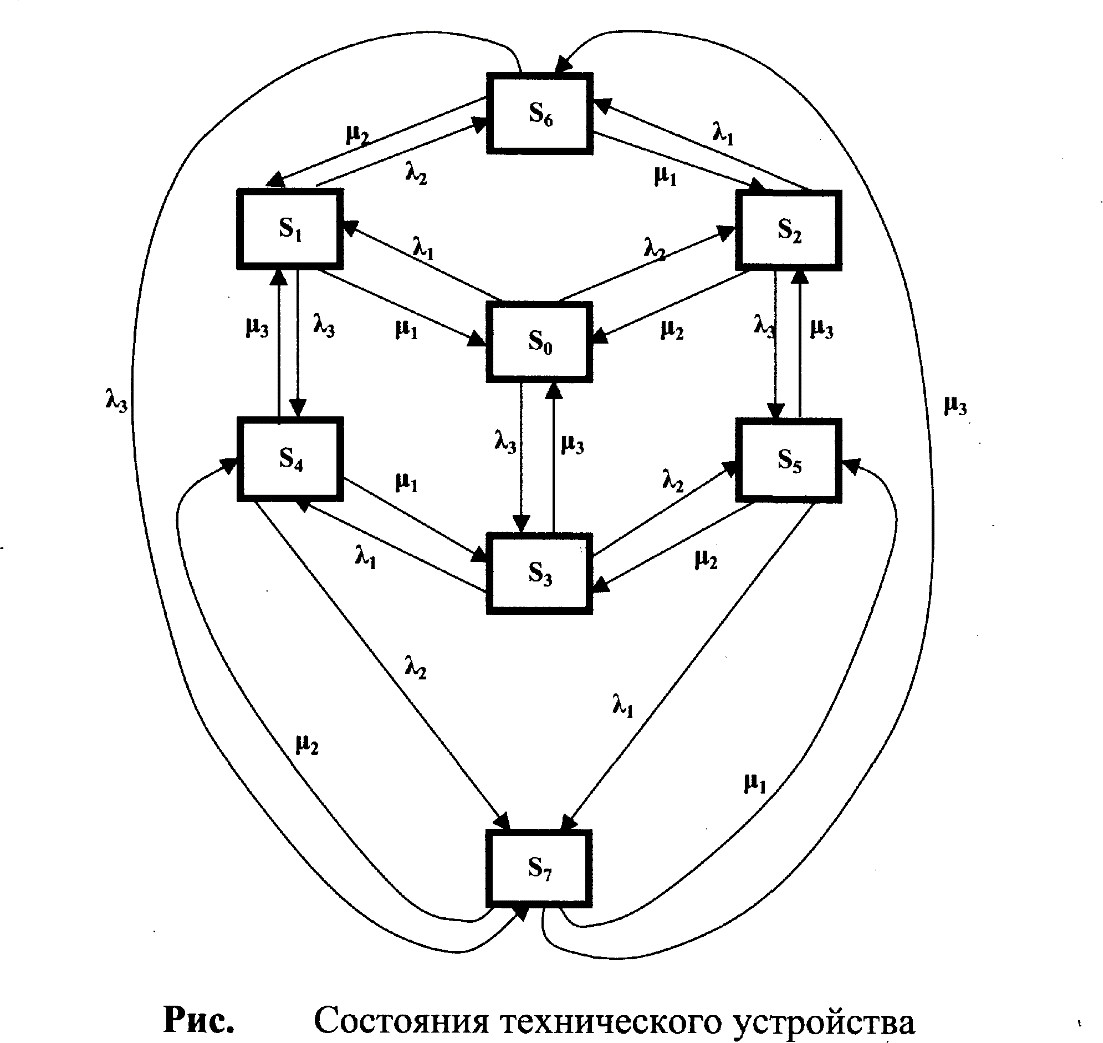 S₆
μ₂
λ₁
λ₂
μ₁
S₁
S₂
λ₁
λ₂
μ₃
λ₃
μ₁
S₀
μ₂
λ₃
μ₃
λ₃
μ₃
λ₃
μ₃
S₄
S₅
μ₁
λ₂
λ₁
S₃
μ₂
λ₂
λ₁
μ₂
μ₁
S₇
Рис. Состояния технического устройства